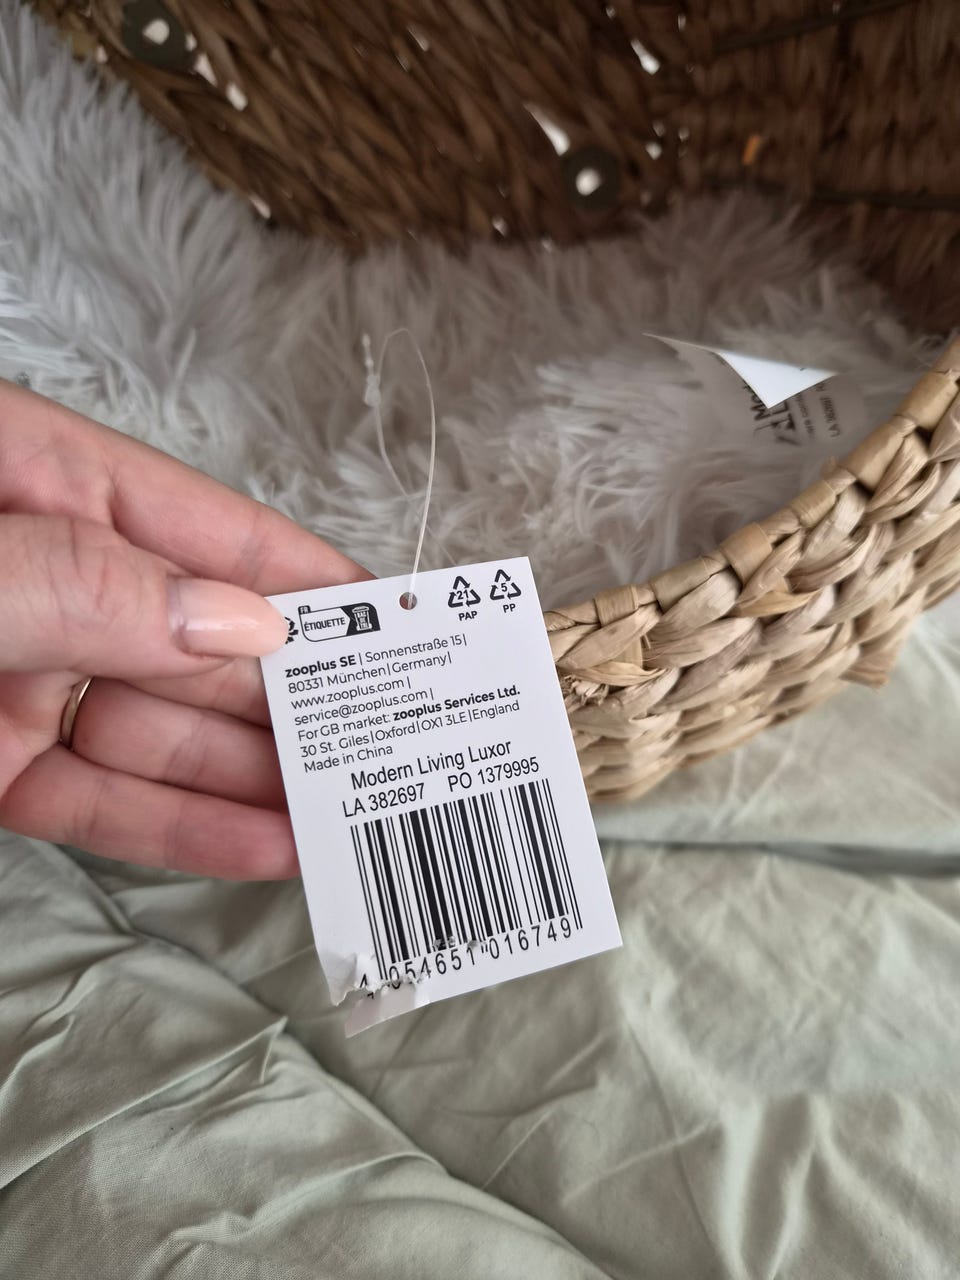 FR
ÉTIQUETTE
21
PAP
5
PP
zooplus SE | Sonnenstraße 15 |
80331 München | Germany |
www.zooplus.com |
service@zooplus.com |
For GB market: zooplus Services Ltd.
30 St. Giles | Oxford | OX1 3LE | England
Made in China
Modern Living Luxor
LA 382697 PO 1379995
4 054651 016749